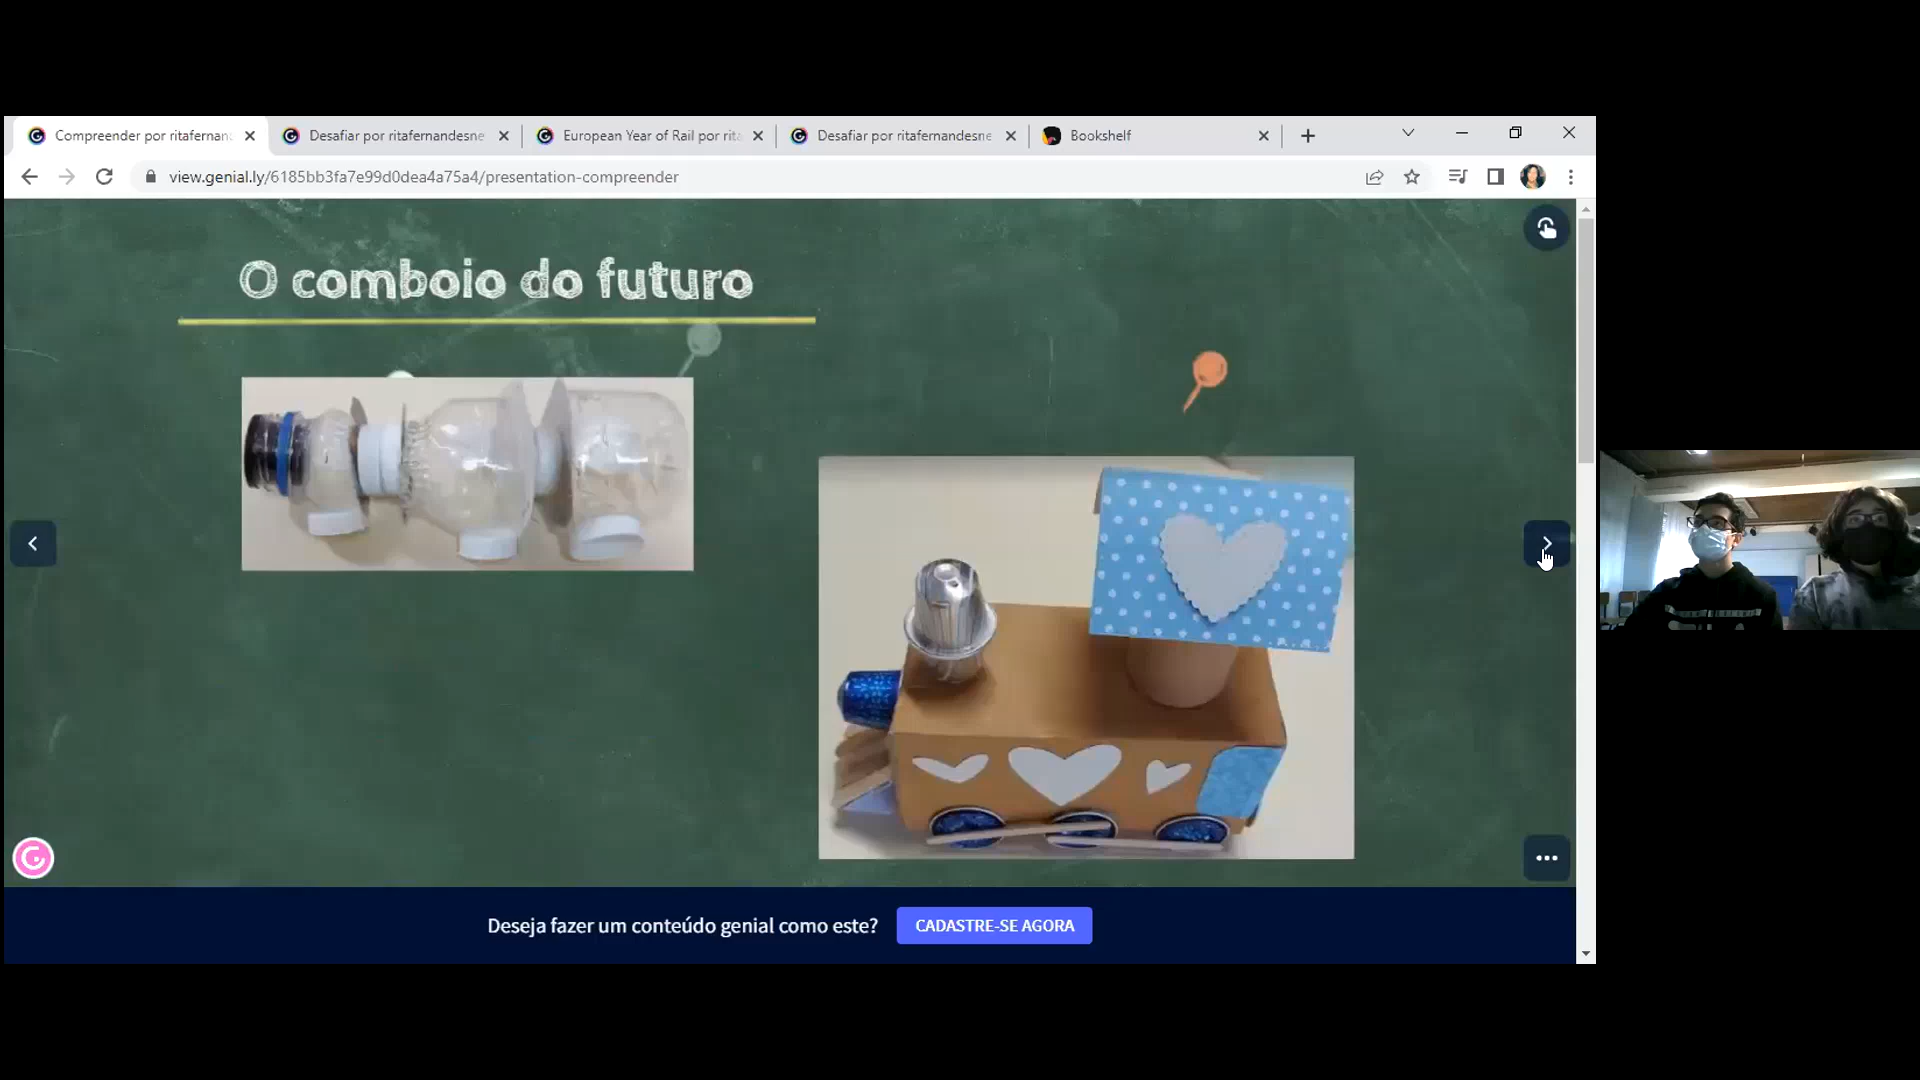 Compreender por ritafernan
Desafiar por ritafernandesne
European Year of Rail por rita
Desafiar por ritafernandesne
Bookshelf
view.genial.ly/6185bb3fa7e99d0dea4a75a4/presentation-compreender
O comboio do futuro
Deseja fazer um conteúdo genial como este?
CADASTRE-SE AGORA